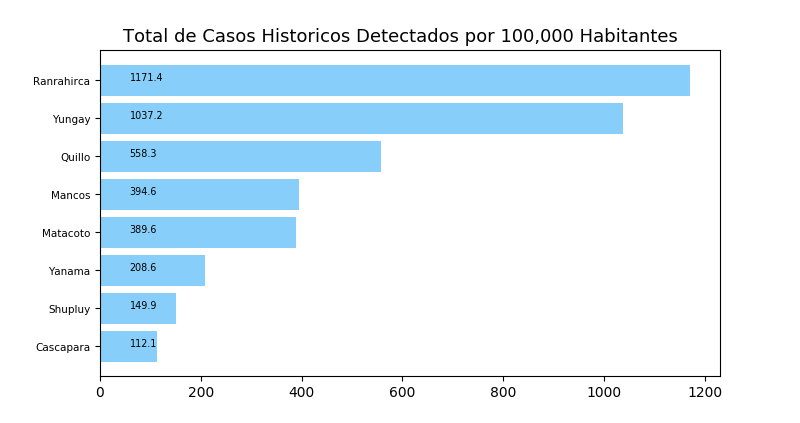 Total de Casos Historicos Detectados por 100,000 Habitantes
Ranrahirca 1171.4
Yungay 1037.2
Quillo 558.3
Mancos 394.6
Matacoto 389.6
Yanama 208.6
Shupluy 149.9
Cascapara 112.1
0 200 400 600 800 1000 1200